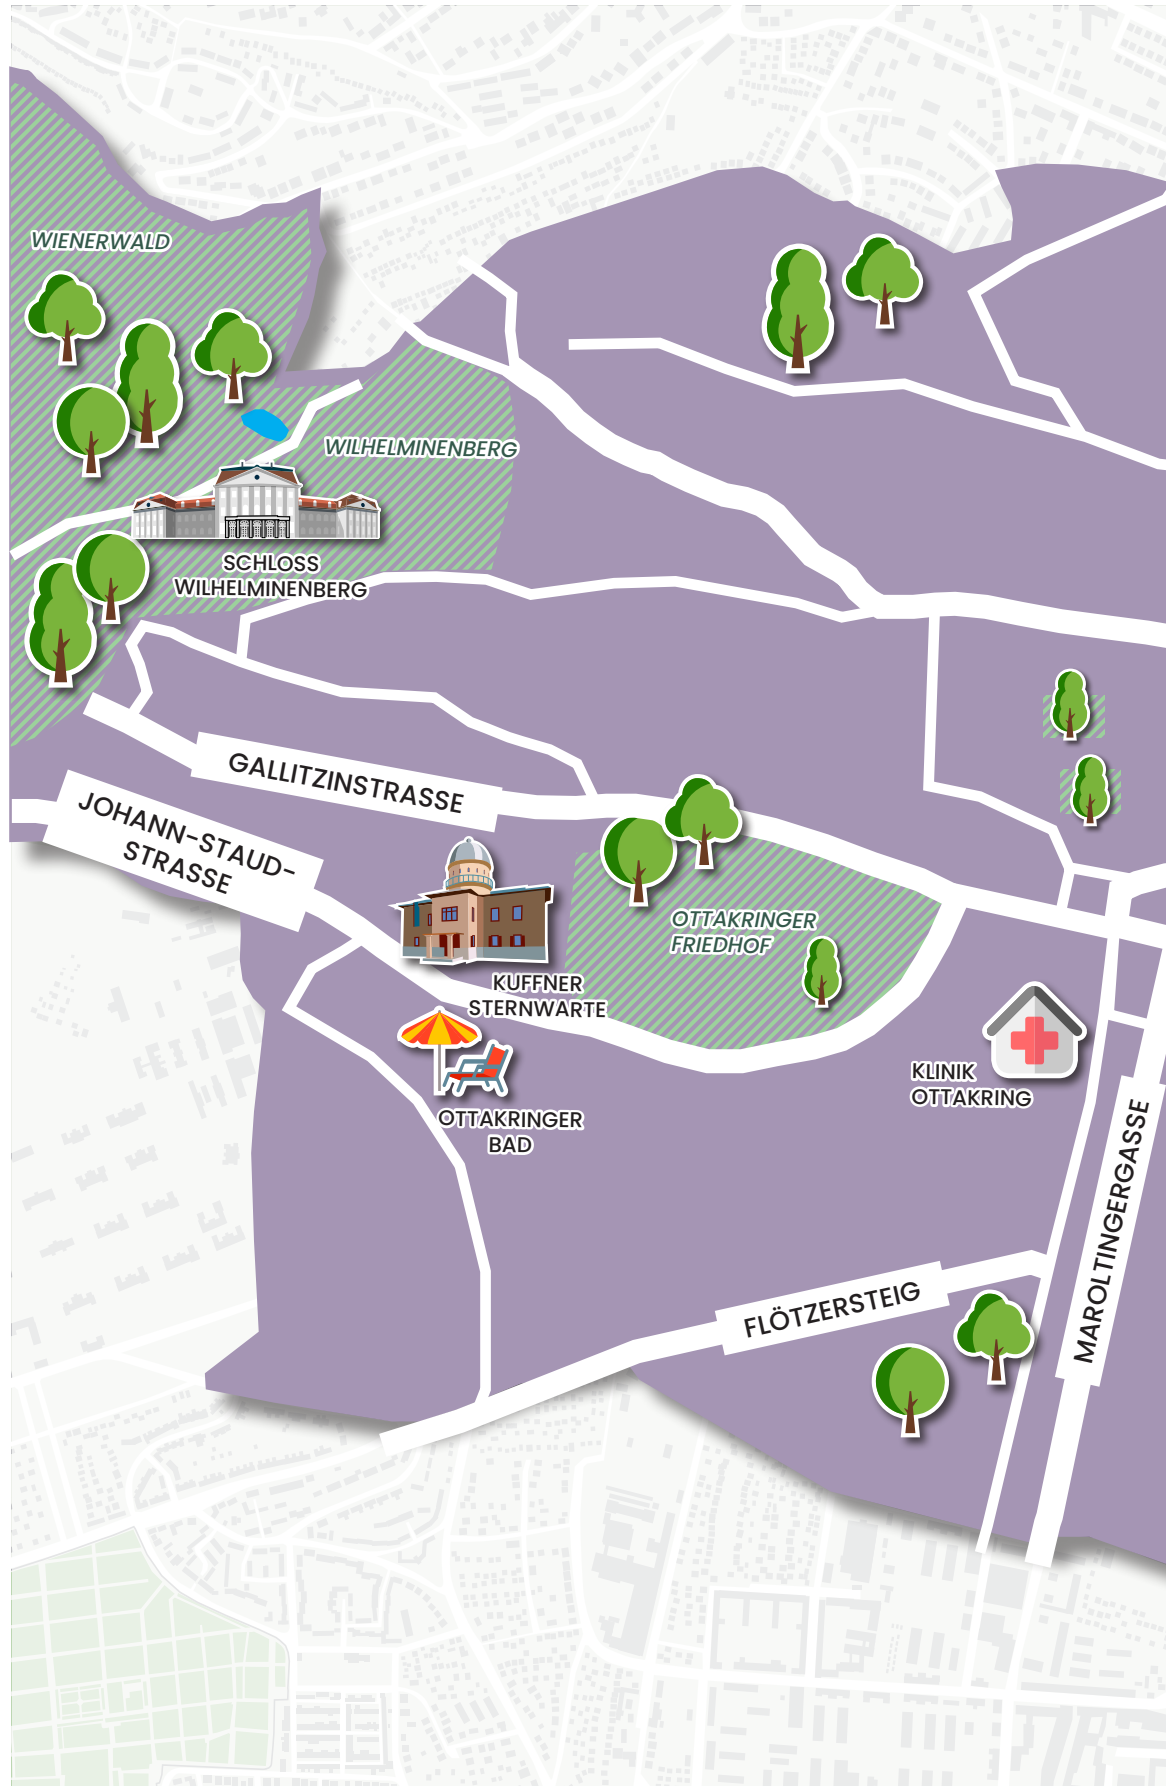 WIENERWALD
WILHELMINENBERG
SCHLOSS
WILHELMINENBERG
GALLITZINSTRASSE
JOHANN-STAUD-
STRASSE
OTTAKRINGER
FRIEDHOF
KUFFNER
STERNWARTE
KLINIK
OTTAKRING
OTTAKRINGER
BAD
MAROLTINGERGASSE
FLÖTZERSTEIG